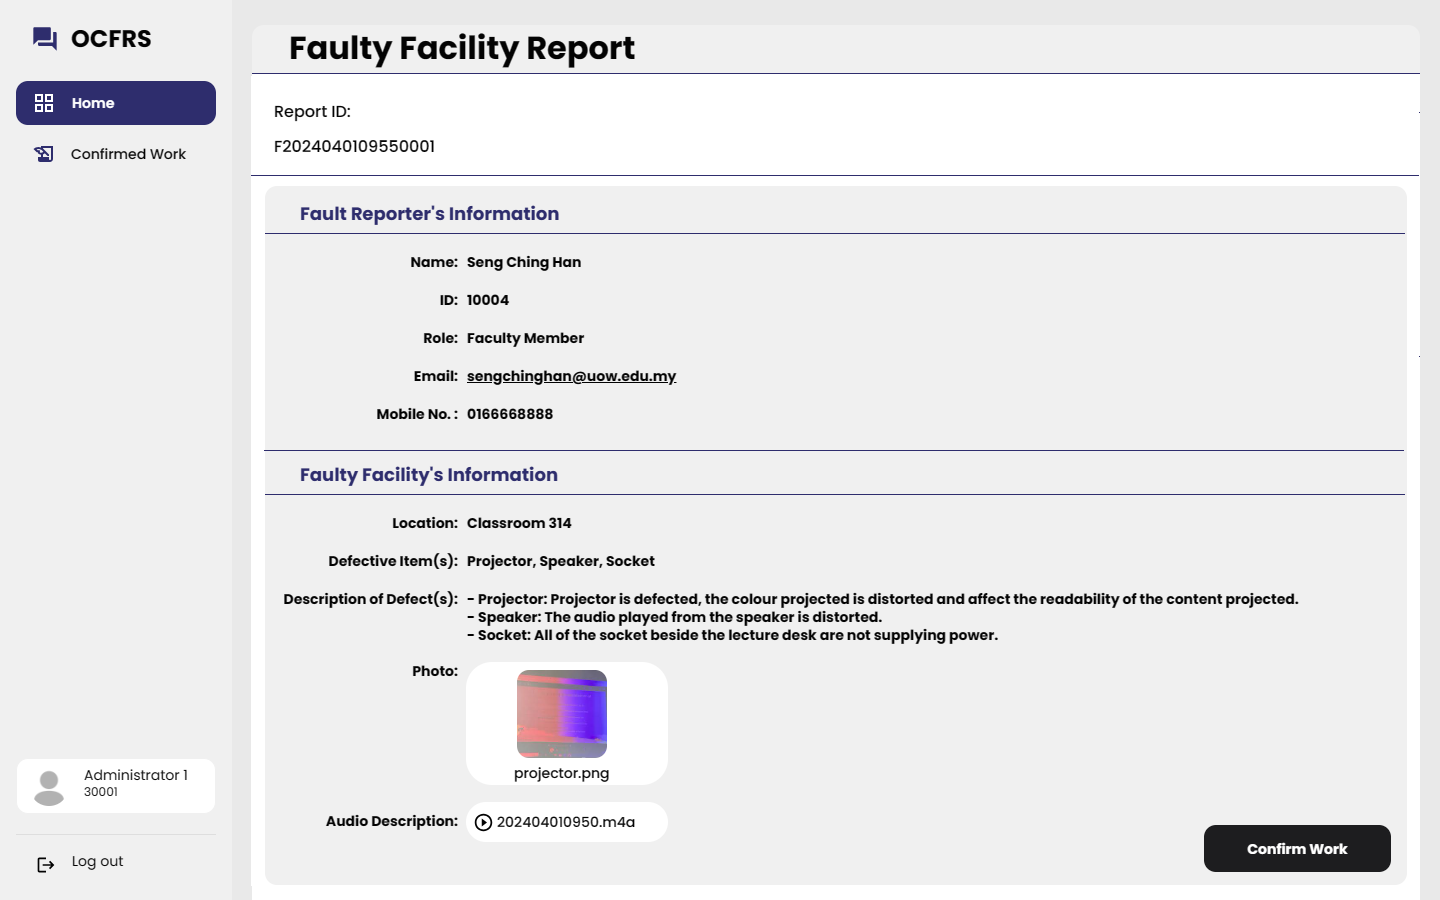 OCFRS
Home
Confirmed Work
Administrator 1
30001
Log out
Faulty Facility Report
Report ID:
F2024040109550001
Fault Reporter's Information
Name: Seng Ching Han
ID: 10004
Role: Faculty Member
Email: sengchinghan@uow.edu.my
Mobile No. : 0166668888
Faulty Facility's Information
Location: Classroom 314
Defective Item(s): Projector, Speaker, Socket
Description of Defect(s): - Projector: Projector is defected, the colour projected is distorted and affect the readability of the content projected.
- Speaker: The audio played from the speaker is distorted.
- Socket: All of the socket beside the lecture desk are not supplying power.
Photo:
projector.png
Audio Description: 202404010950.m4a
Confirm Work